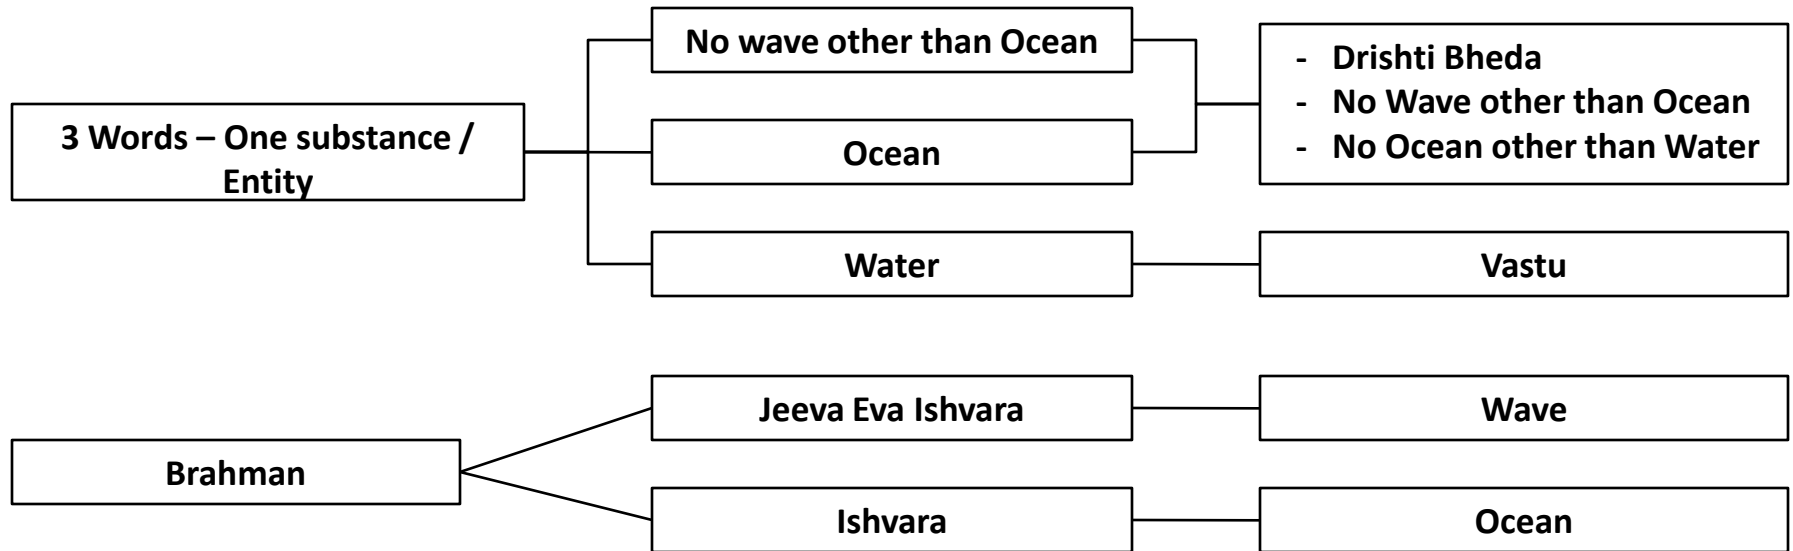 3 Words – One substance /
Entity
No wave other than Ocean
Ocean
Water
- Drishti Bheda
- No Wave other than Ocean
- No Ocean other than Water
Vastu
Brahman
Jeeva Eva Ishvara
Wave
Ishvara
Ocean